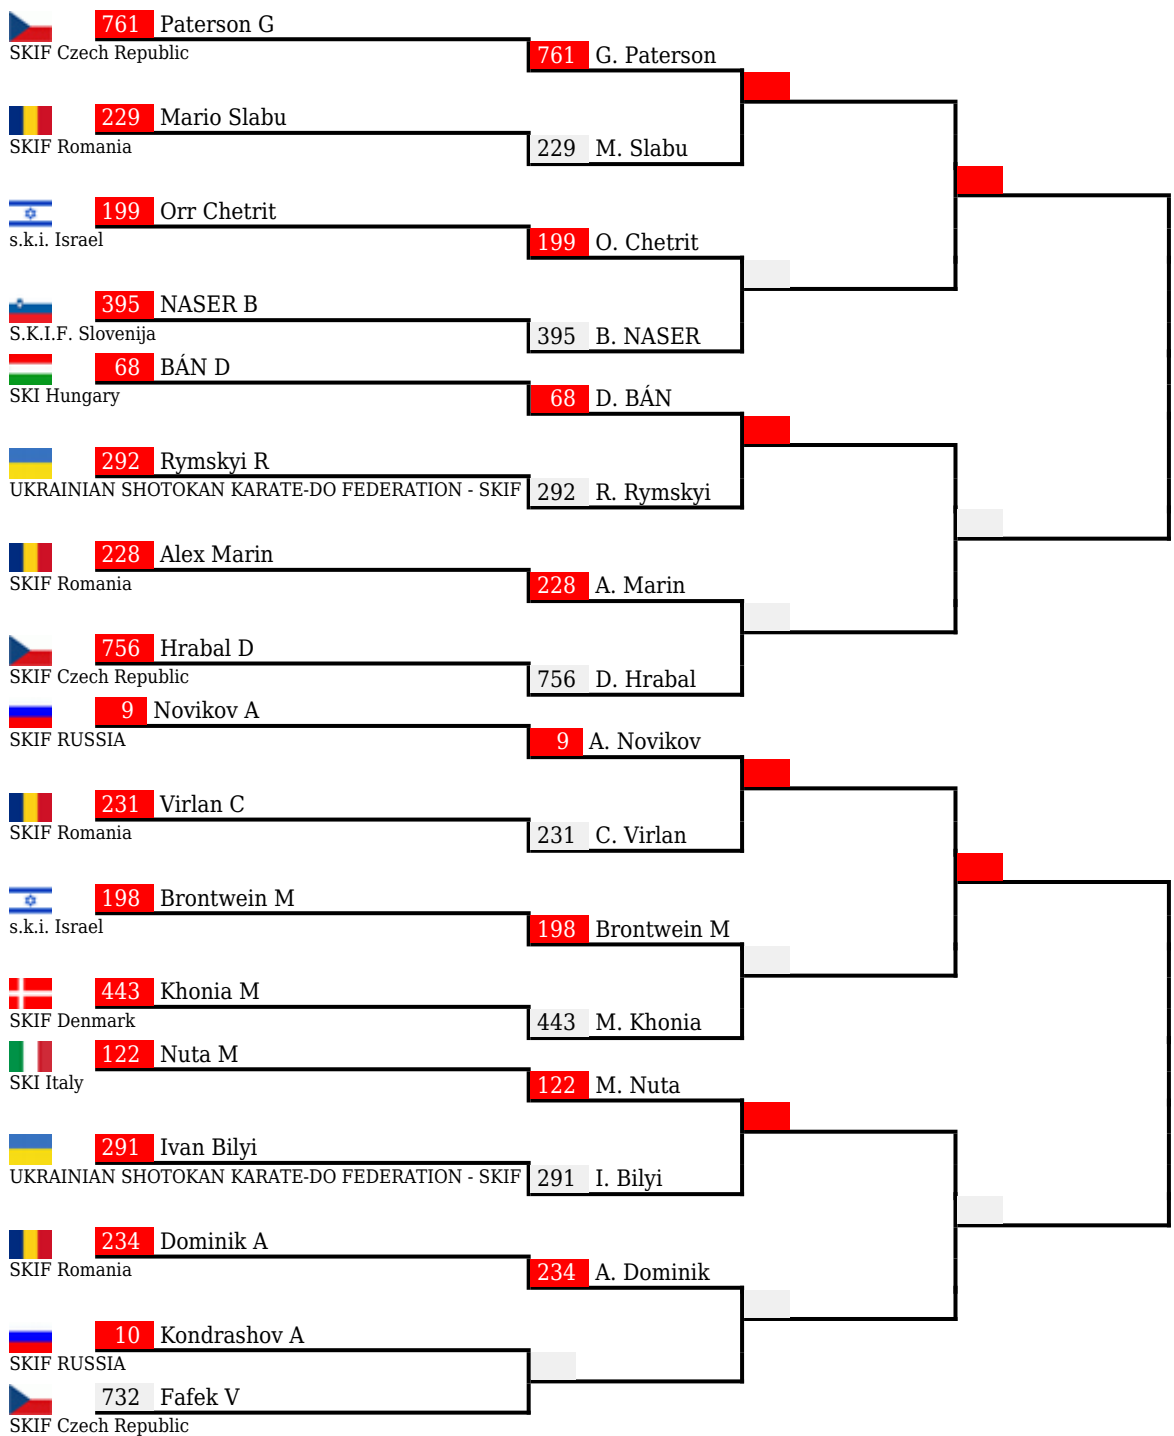 761 Paterson G
SKIF Czech Republic
761 G. Paterson
229 Mario Slabu
SKIF Romania
229 M. Slabu
199 Orr Chetrit
s.k.i. Israel
199 O. Chetrit
395 NASER B
S.K.I.F. Slovenija
395 B. NASER
68 BÁN D
SKI Hungary
68 D. BÁN
292 Rymskyi R
UKRAINIAN SHOTOKAN KARATE-DO FEDERATION - SKIF
292 R. Rymskyi
228 Alex Marin
SKIF Romania
228 A. Marin
756 Hrabal D
SKIF Czech Republic
756 D. Hrabal
9 Novikov A
SKIF RUSSIA
9 A. Novikov
231 Virlan C
SKIF Romania
231 C. Virlan
198 Brontwein M
s.k.i. Israel
198 Brontwein M
443 Khonia M
SKIF Denmark
443 M. Khonia
122 Nuta M
SKI Italy
122 M. Nuta
291 Ivan Bilyi
UKRAINIAN SHOTOKAN KARATE-DO FEDERATION - SKIF
291 I. Bilyi
234 Dominik A
SKIF Romania
234 A. Dominik
10 Kondrashov A
SKIF RUSSIA
732 Fafek V
SKIF Czech Republic